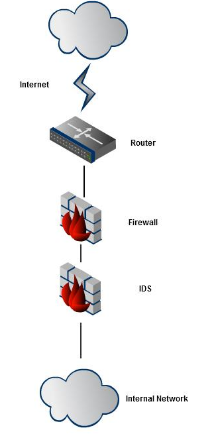 Internet
Router
Firewall
IDS
Internal Network